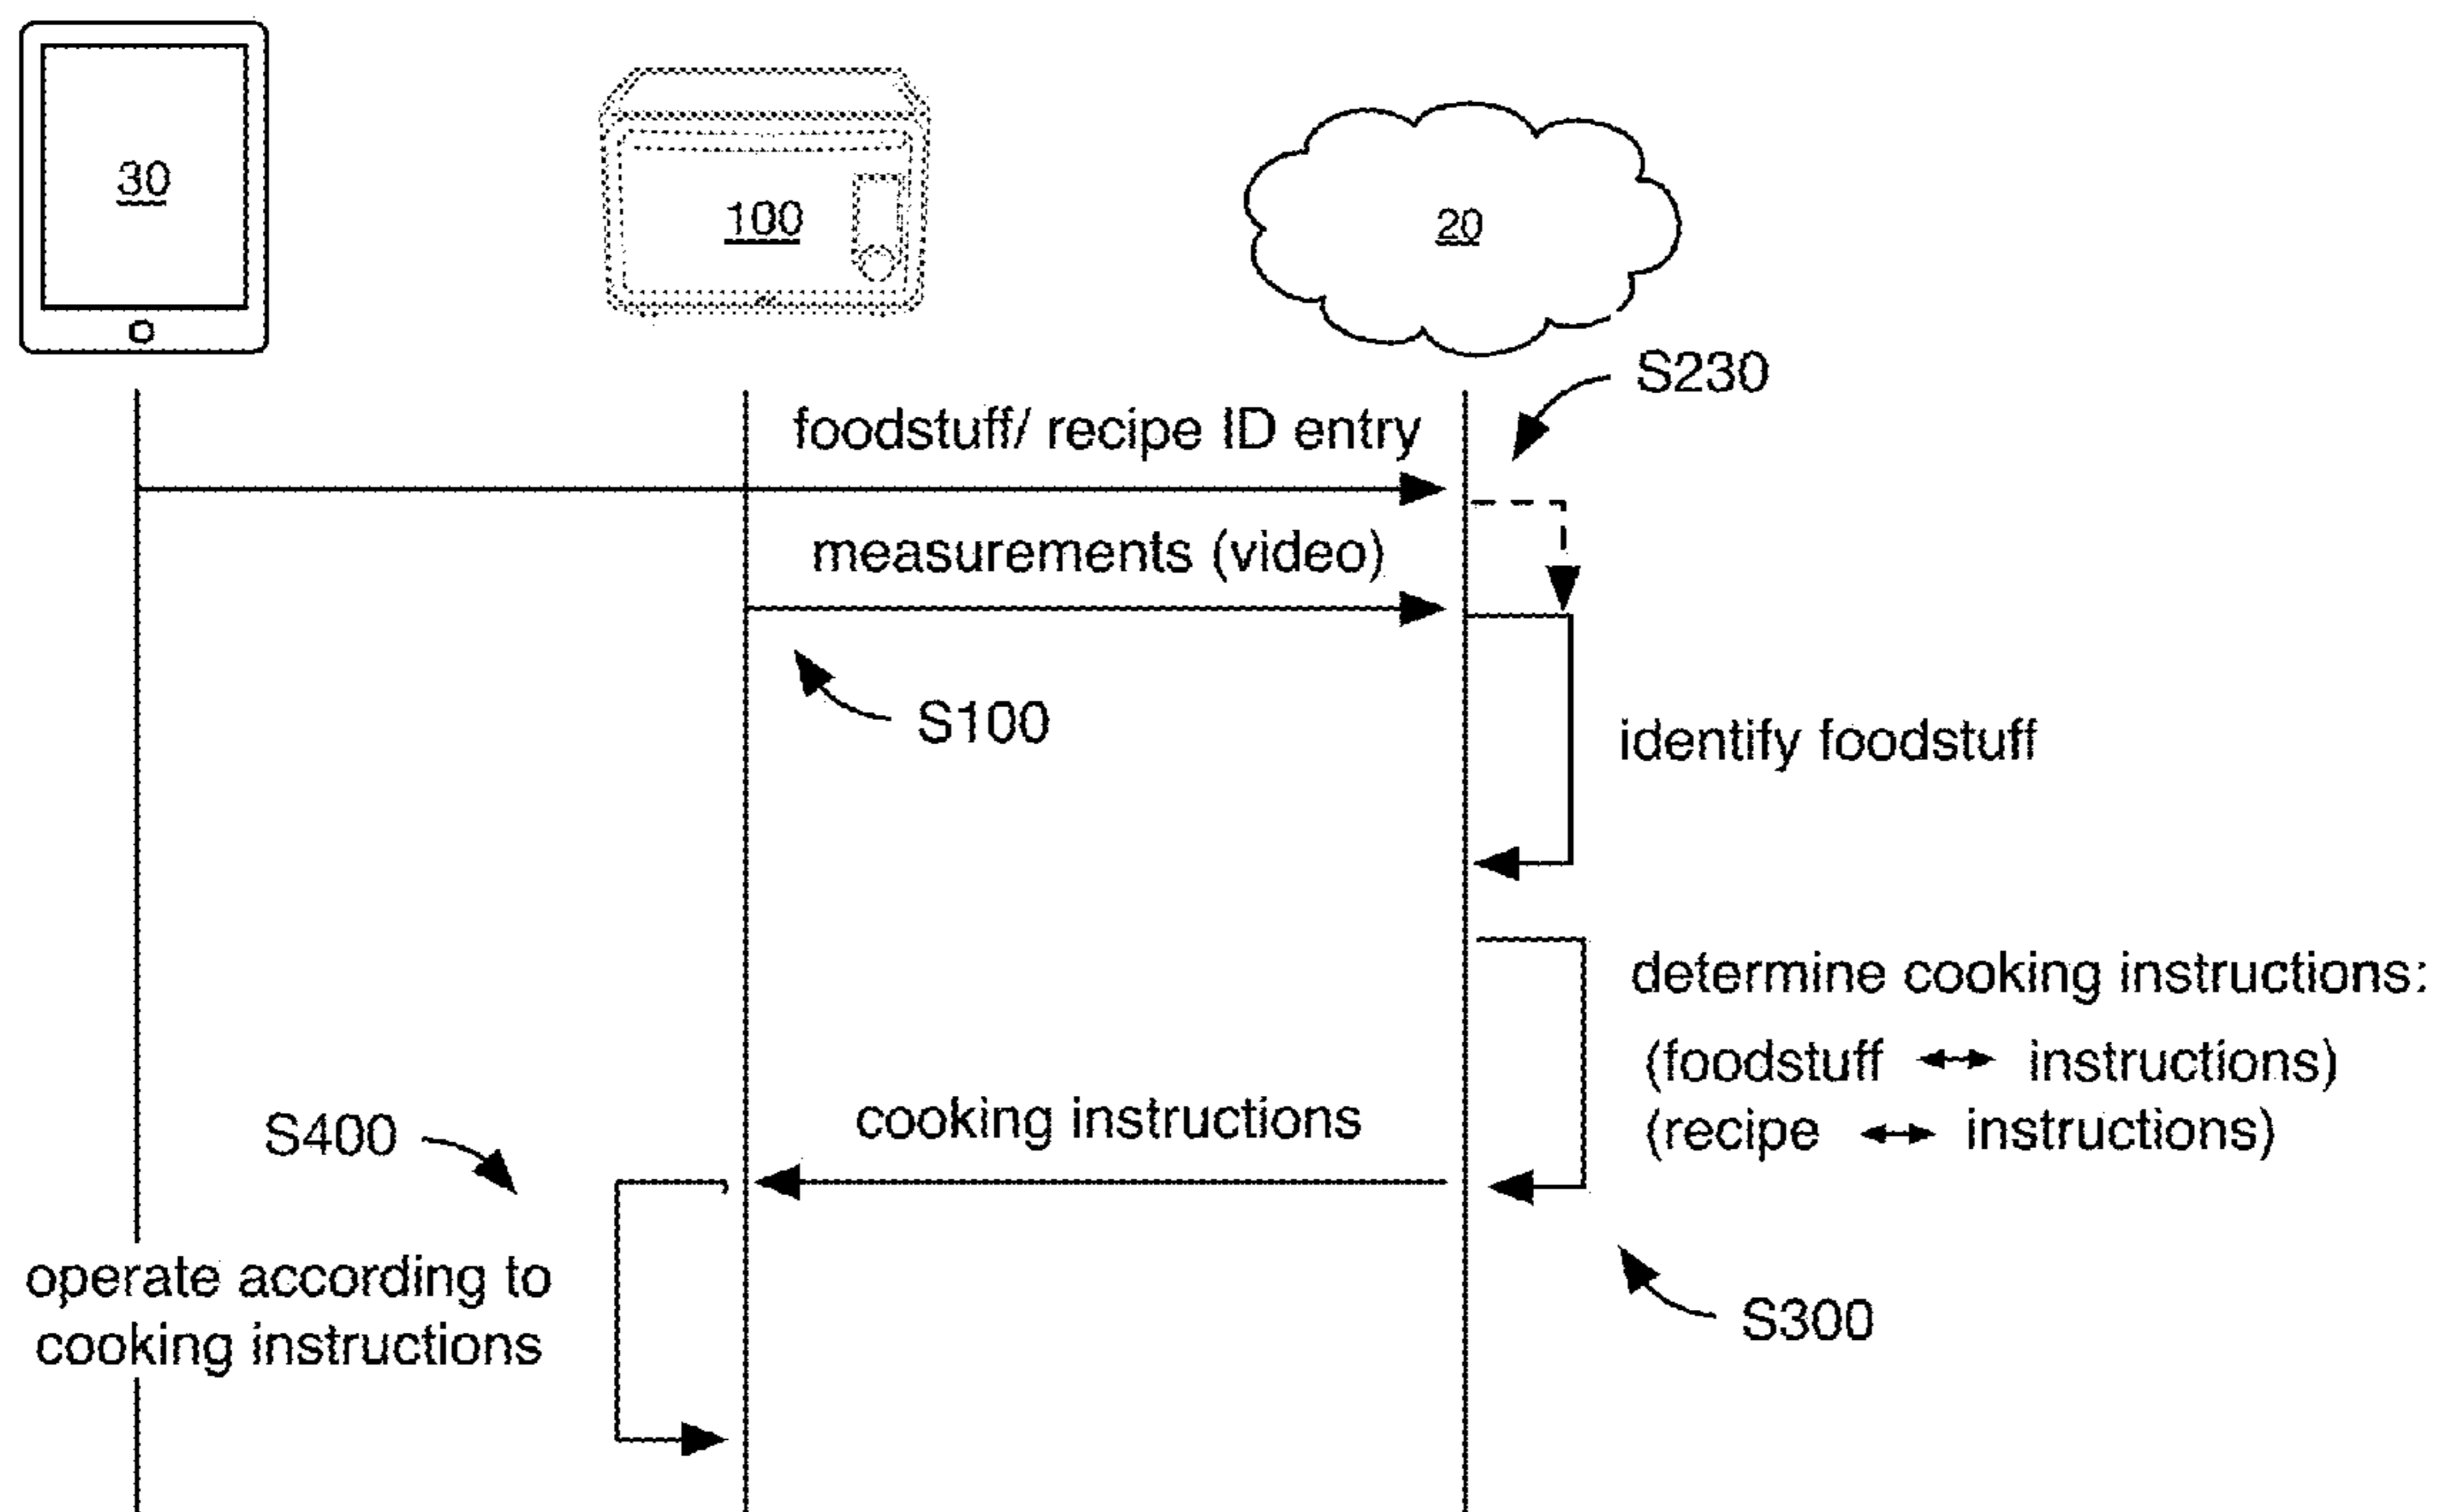 30
100
20
S230
foodstuff/ recipe ID entry
measurements (video)
S100
identify foodstuff
determine cooking instructions:
(foodstuff ↔ instructions)
(recipe ↔ instructions)
cooking instructions
S400
operate according to
cooking instructions
S300